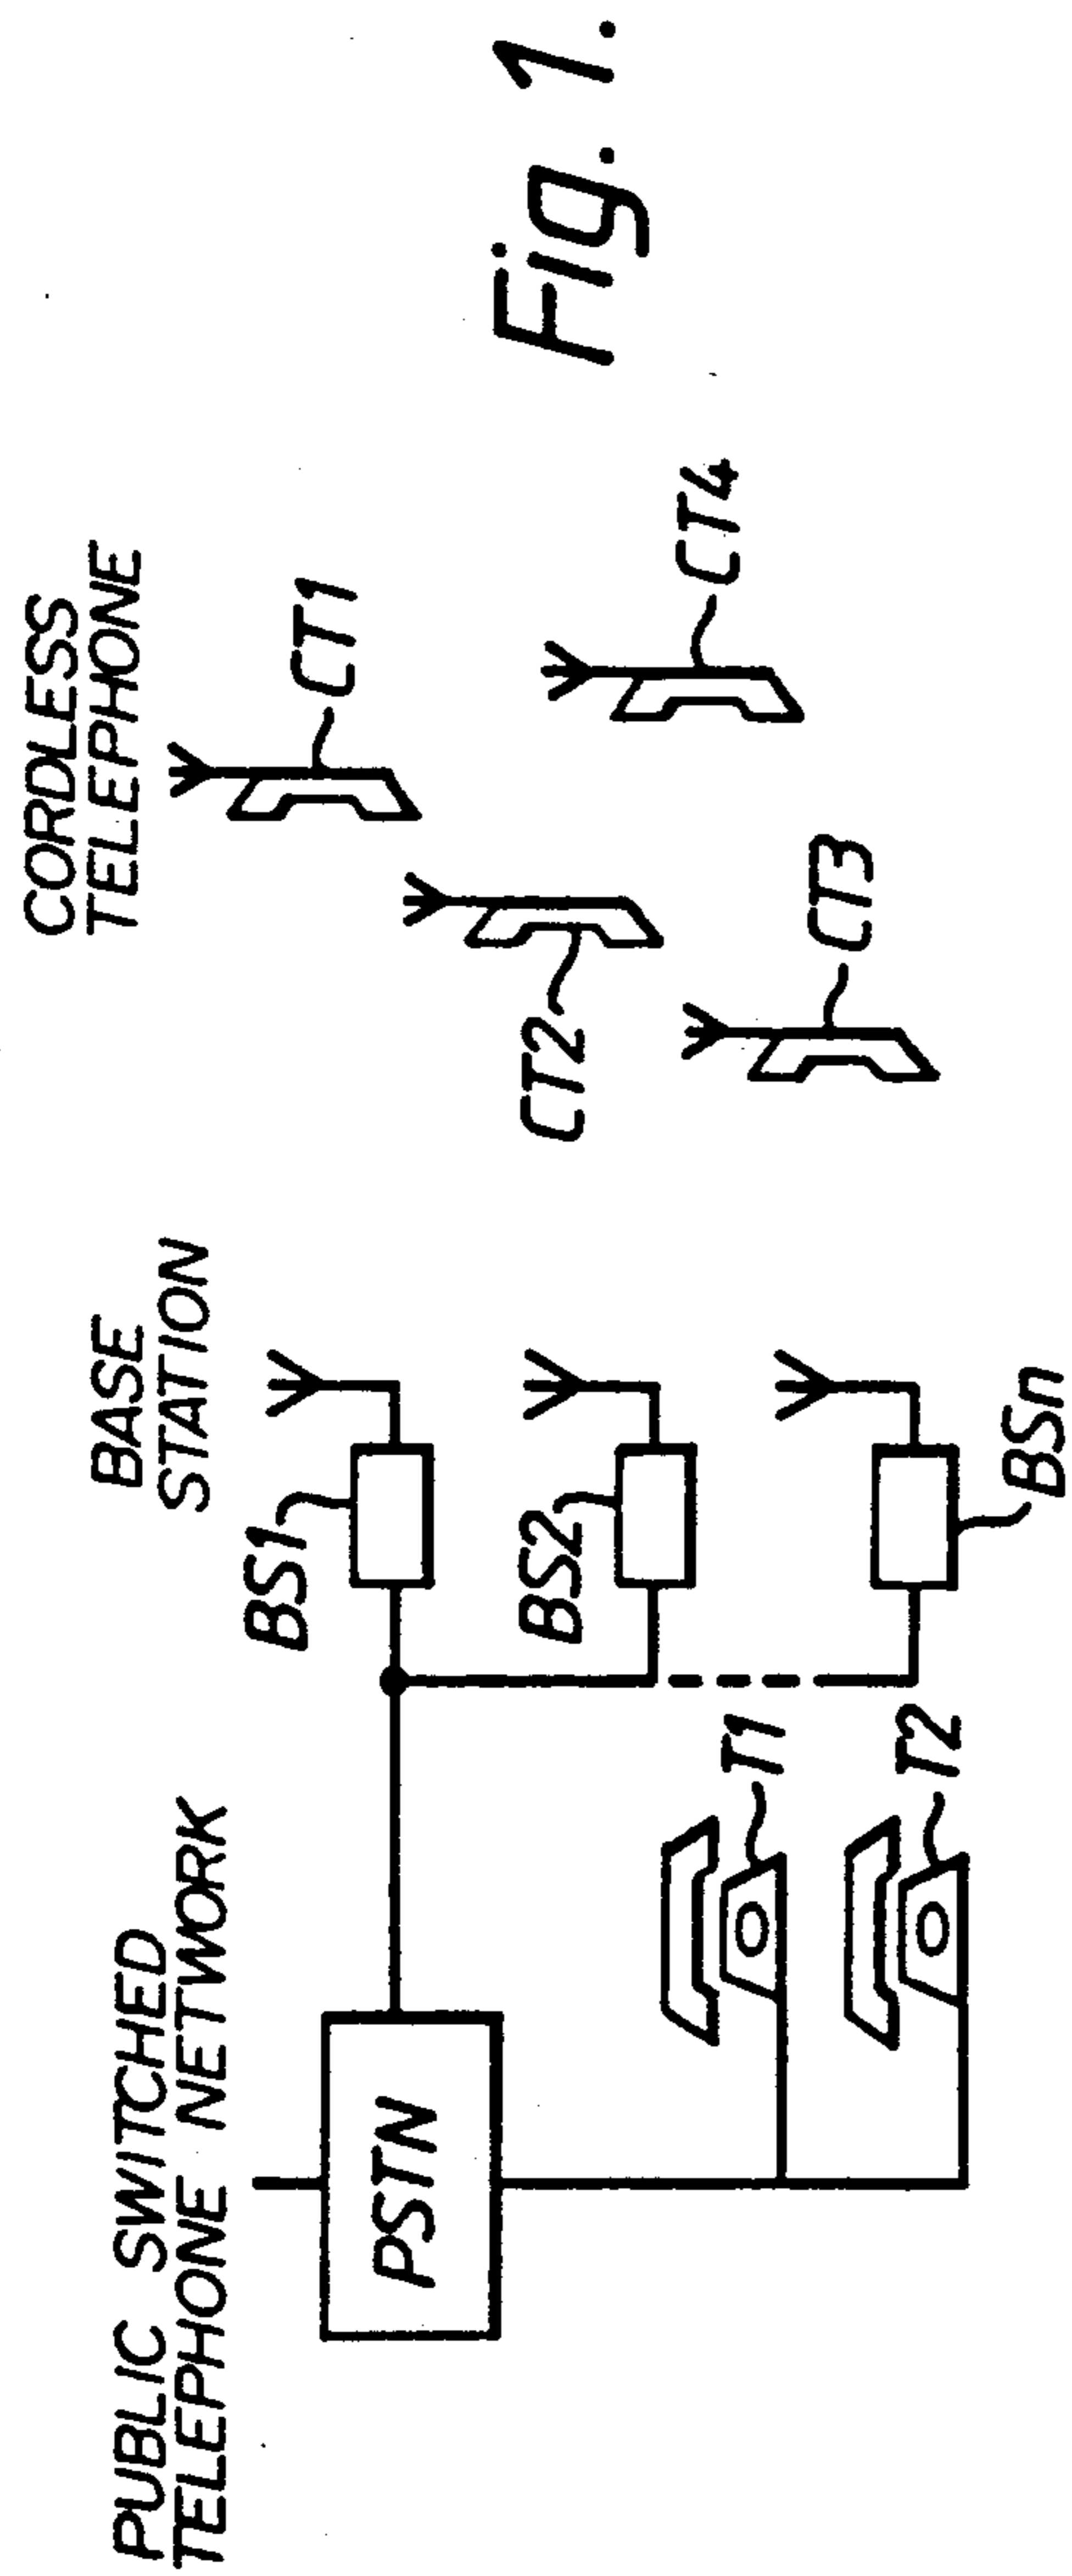 PUBLIC SWITCHED
TELEPHONE NETWORK
BASE
STATION
CORDLESS
TELEPHONE
PSTN
BS1
BS2
BSn
T1
T2
CT1
CT2
CT3
CT4
Fig. 1.